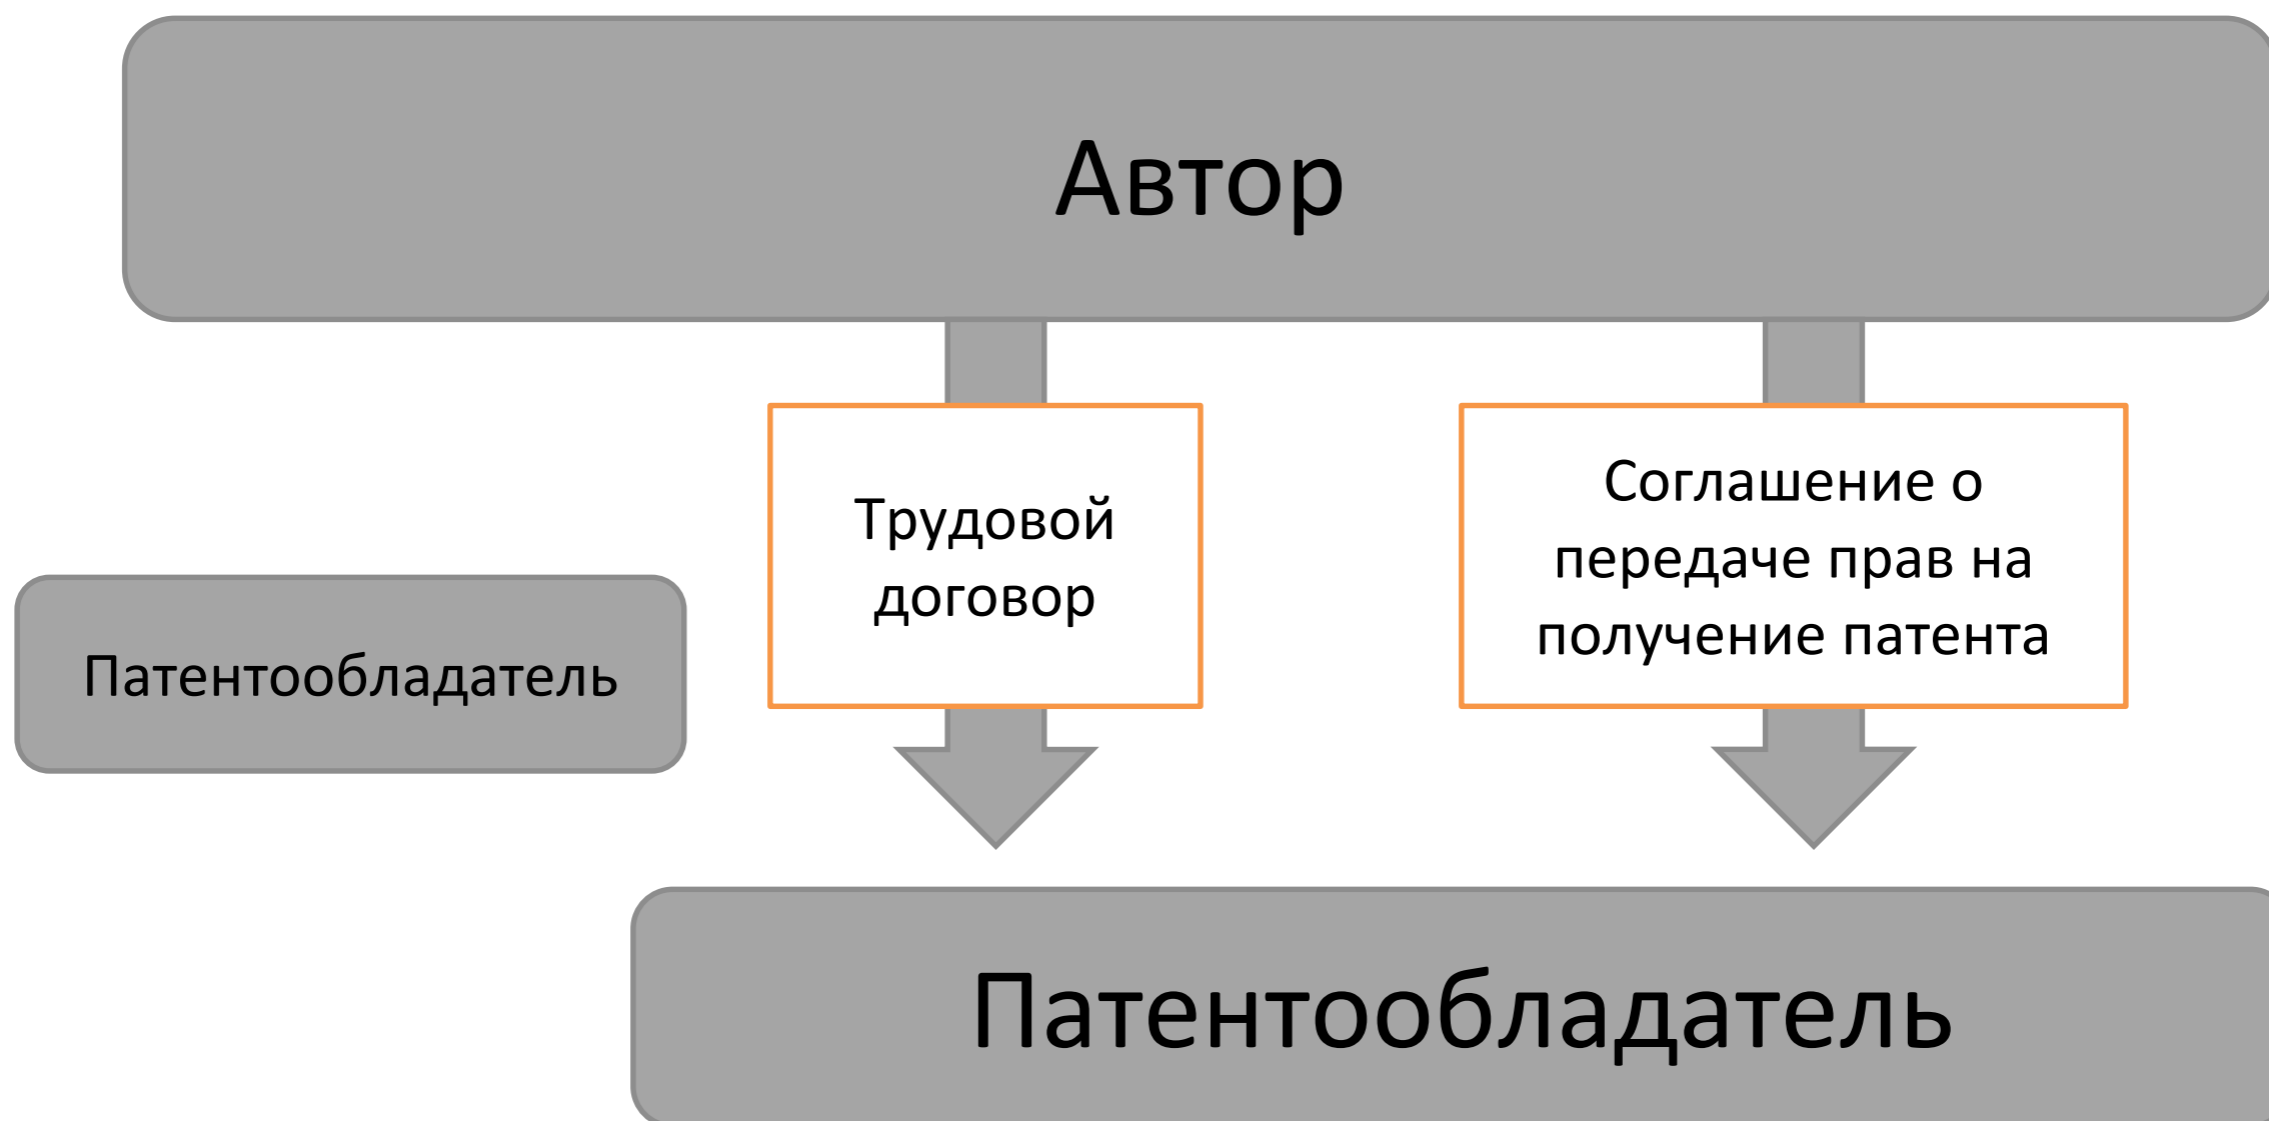 Автор
Трудовой
договор
Соглашение о
передаче прав на
получение патента
Патентообладатель
Патентообладатель